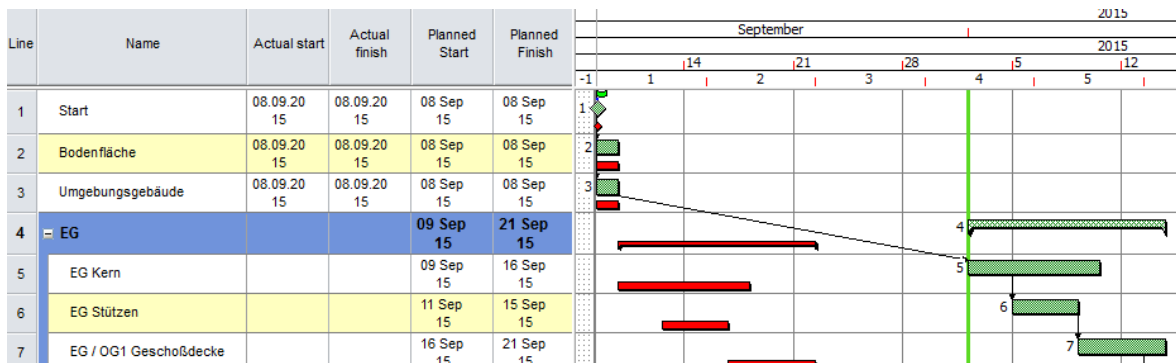 2015
September
2015
Line Name Actual start Actual finish Planned Start Planned Finish
14 21 28 5 12
-1 1 2 3 4 5
1 Start 08.09.20 15 08.09.20 15 08 Sep 15 08 Sep 15 1
2 Bodenfläche 08.09.20 15 08.09.20 15 08 Sep 15 08 Sep 15 2
3 Umgebungsgebäude 08.09.20 15 08.09.20 15 08 Sep 15 08 Sep 15 3
4 EG 09 Sep 15 21 Sep 15 4
5 EG Kern 09 Sep 15 16 Sep 15 5
6 EG Stützen 11 Sep 15 15 Sep 15 6
7 EG / OG1 Geschoßdecke 16 Sep 15 21 Sep 15 7